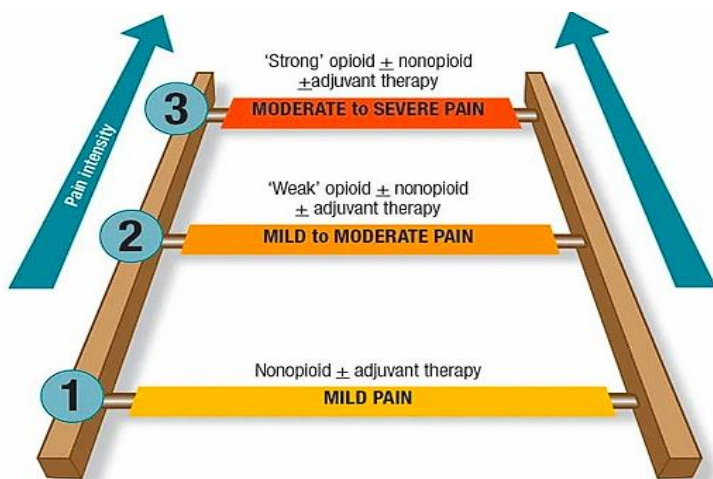 'Strong' opioid ± nonopioid
±adjuvant therapy
3
MODERATE to SEVERE PAIN
Pain intensity
'Weak' opioid ± nonopioid
± adjuvant therapy
2
MILD to MODERATE PAIN
Nonopioid ± adjuvant therapy
1
MILD PAIN